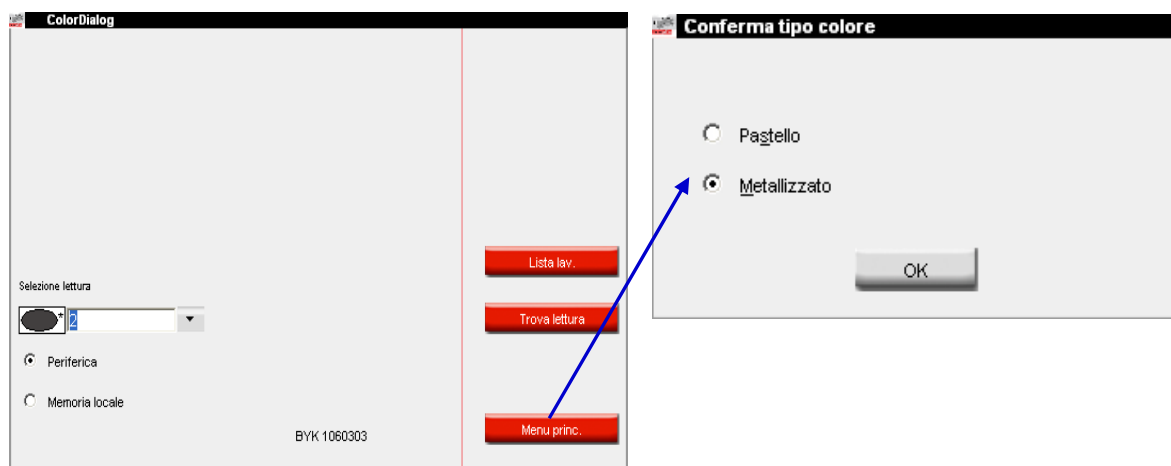 ColorDialog
Lista lav.
Selezione lettura
* 2
Trova lettura
Periferica
Memoria locale
BYK 1060303
Menu princ.
Conferma tipo colore
Pastello
Metallizzato
OK